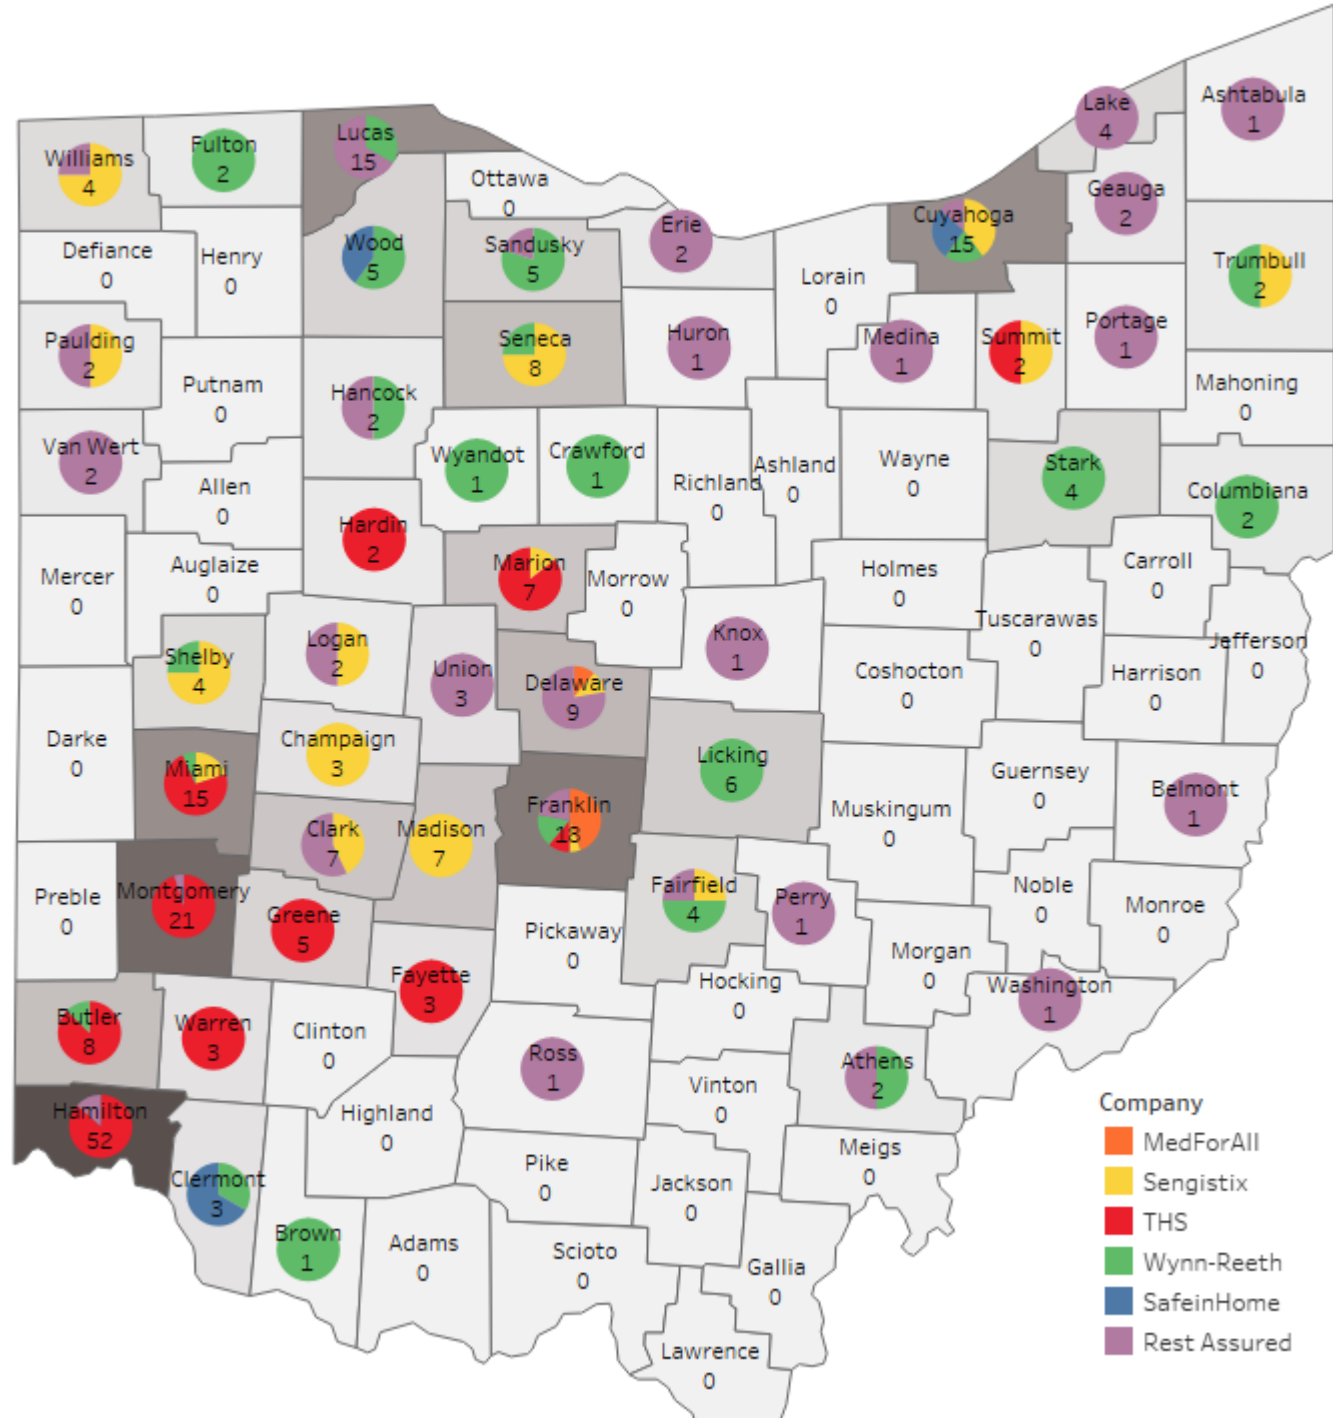 Ashtabula
1
Lake
4
Lucas
15
Fulton
2
Williams
4
Geauga
2
Ottawa
0
Cuyahoga
15
Erie
2
Wood
5
Sandusky
5
Defiance
0
Henry
0
Trumbull
2
Lorain
0
Portage
1
Medina
1
Summit
2
Huron
1
Seneca
8
Paulding
2
Putnam
0
Hancock
2
Mahoning
0
Van Wert
2
Wyandot
1
Crawford
1
Richland
0
Ashland
0
Wayne
0
Stark
4
Columbiana
2
Allen
0
Hardin
2
Marion
7
Morrow
0
Mercer
0
Auglaize
0
Holmes
0
Carroll
0
Tuscarawas
0
Jefferson
0
Knox
1
Logan
2
Shelby
4
Union
3
Delaware
9
Coshocton
0
Harrison
0
Darke
0
Champaign
3
Miami
15
Licking
6
Guernsey
0
Belmont
1
Muskingum
0
Franklin
18
Madison
7
Clark
7
Preble
0
Montgomery
21
Greene
5
Fairfield
4
Perry
1
Noble
0
Monroe
0
Pickaway
0
Morgan
0
Fayette
3
Hocking
0
Washington
1
Butler
8
Warren
3
Clinton
0
Ross
1
Athens
2
Vinton
0
Hamilton
52
Highland
0
Meigs
0
Pike
0
Jackson
0
Clermont
3
Brown
1
Adams
0
Scioto
0
Gallia
0
Lawrence
0
Company
MedForAll
Sengistix
THS
Wynn-Reeth
SafeinHome
Rest Assured